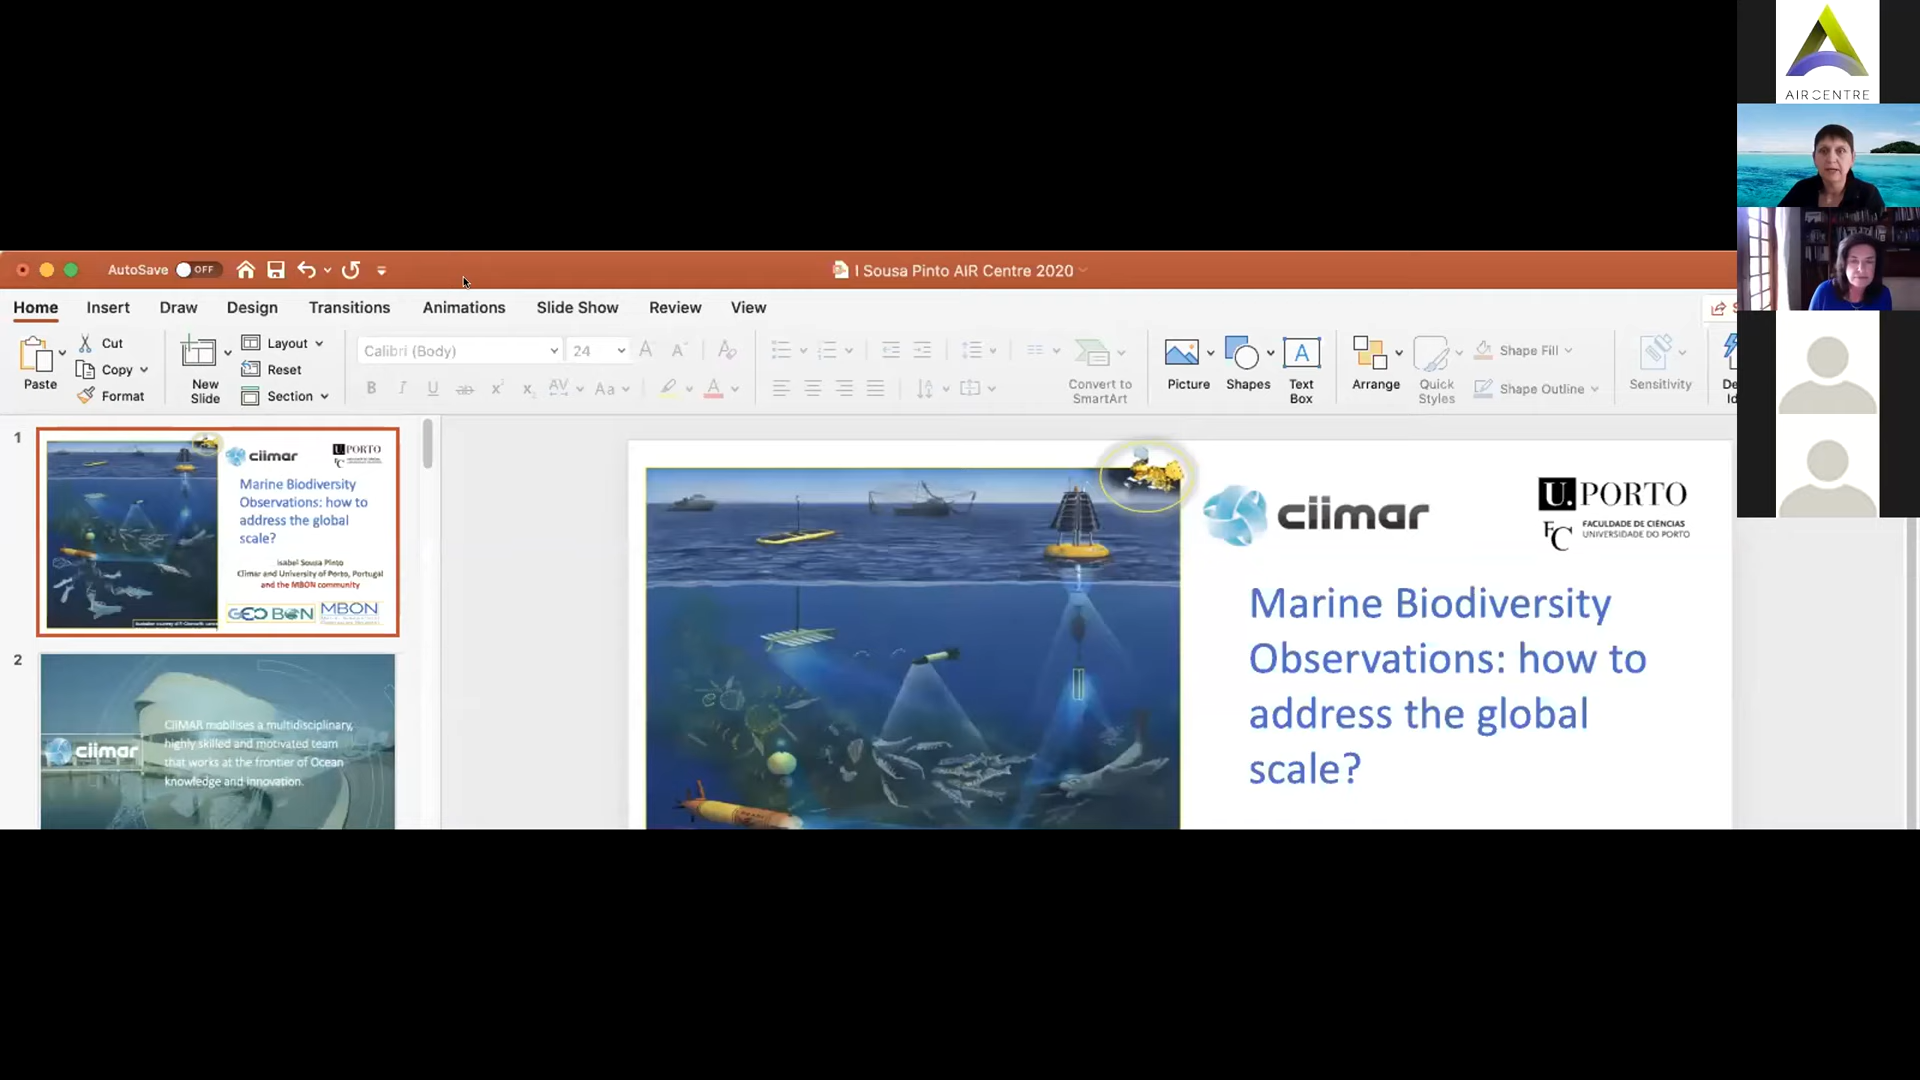 AIRCENTRE
AutoSave OFF
I Sousa Pinto AIR Centre 2020
Home Insert Draw Design Transitions Animations Slide Show Review View
Paste
Cut
Copy
Format
New
Slide
Layout
Reset
Section
Calibri (Body) 24
Convert to
SmartArt
Picture
Shapes
Text
Box
Arrange
Quick
Styles
Shape Fill
Shape Outline
Sensitivity
1
ciimar
U.PORTO
Marine Biodiversity
Observations: how to
address the global
scale?
Isabel Sousa Pinto
Ciimar and University of Porto, Portugal
and the MBON community
GEO BON
MBON
2
ciimar
CIIMAR mobilises a multidisciplinary,
highly skilled and motivated team
that works at the frontier of Ocean
knowledge and innovation.
ciimar
U.PORTO
FC FACULDADE DE CIÊNCIAS
UNIVERSIDADE DO PORTO
Marine Biodiversity
Observations: how to
address the global
scale?